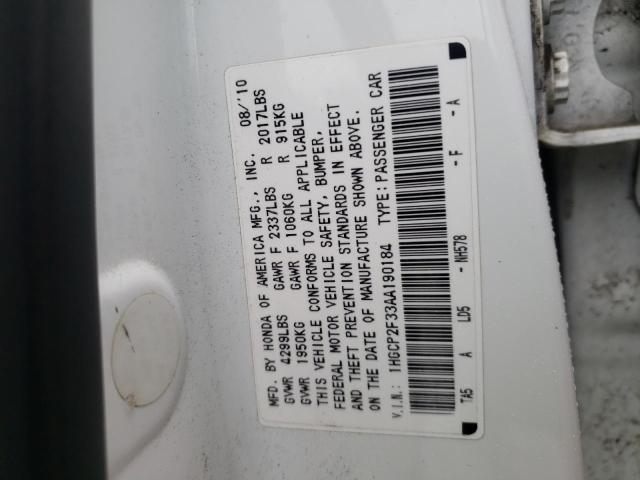 MFD. BY HONDA OF AMERICA MFG., INC. 08/'10
GVWR 4299LBS GAWR F 2337LBS R 2017LBS
GVWR 1950KG GAWR F 1060KG R 915KG
THIS VEHICLE CONFORMS TO ALL APPLICABLE
FEDERAL MOTOR VEHICLE SAFETY, BUMPER,
AND THEFT PREVENTION STANDARDS IN EFFECT
ON THE DATE OF MANUFACTURE SHOWN ABOVE.
V.I.N.: 1HGCP2F33AA190184 TYPE:PASSENGER CAR
TA5 A LD5 -NH578 -F -A